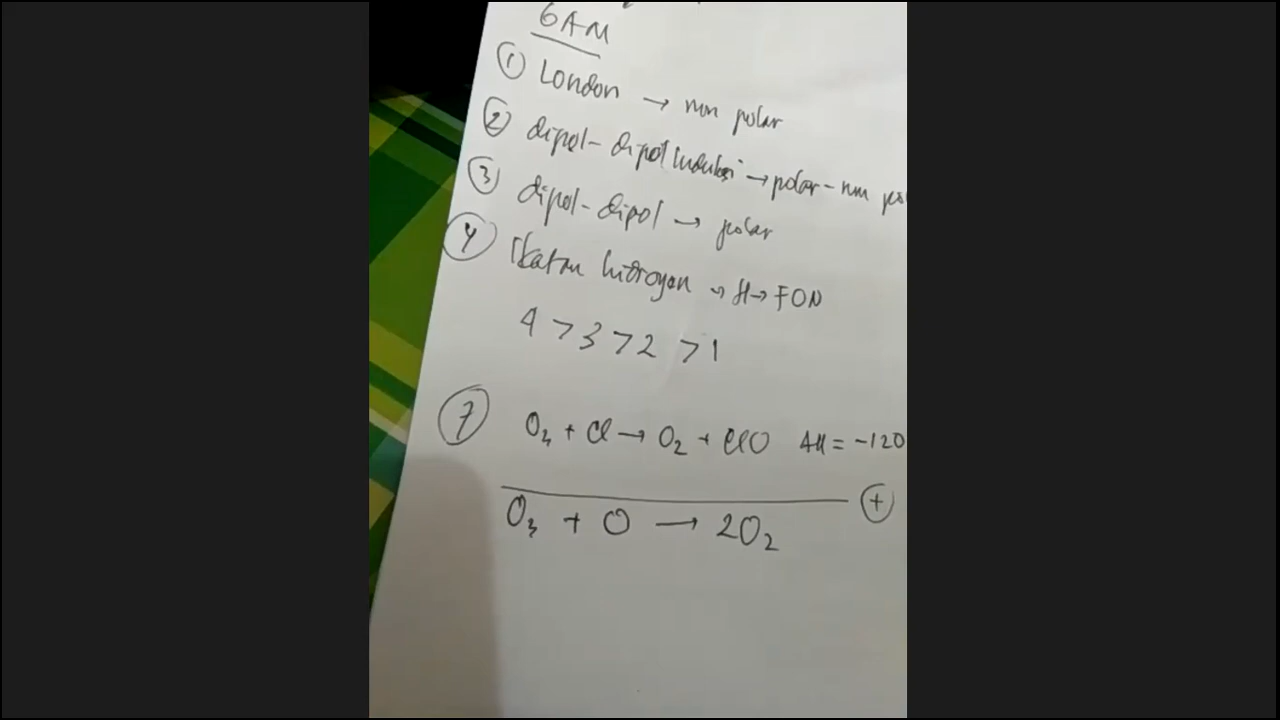 GAM
① London → non polar
② dipol-dipol induksi → polar - non po
③ dipol-dipol → polar
④ Ikatan hidrogen → H → FON
4 > 3 > 2 > 1
⑦ O₃ + Cl → O₂ + ClO ΔH = -120
⊕
O₃ + O → 2O₂